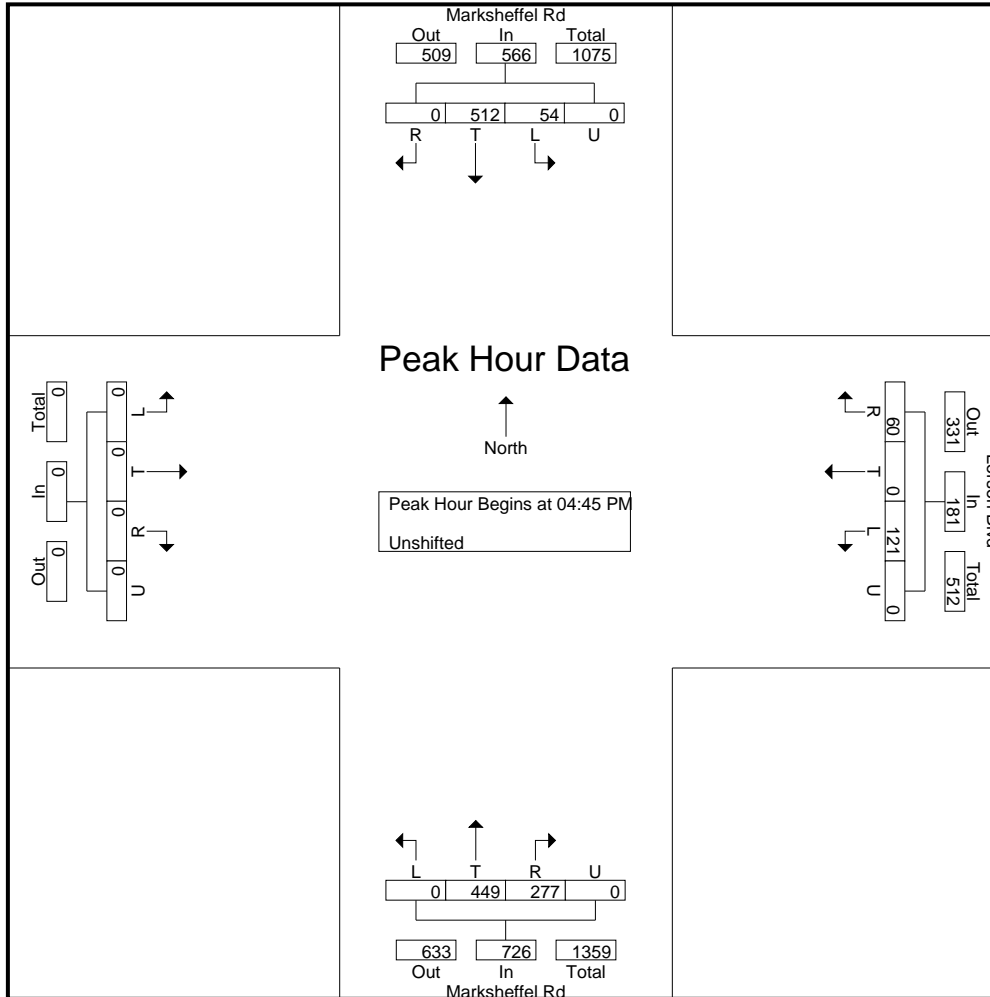 Marksheffel Rd
Out In Total
509 566 1075
0 512 54 0
R T L U
Peak Hour Data
North
Peak Hour Begins at 04:45 PM
Unshifted
Total In Out
0 0 0
0 0 0 0
L T R U
R T L U
60 0 121 0
331 181 512
Out In Total
L T R U
0 449 277 0
633 726 1359
Out In Total
Marksheffel Rd